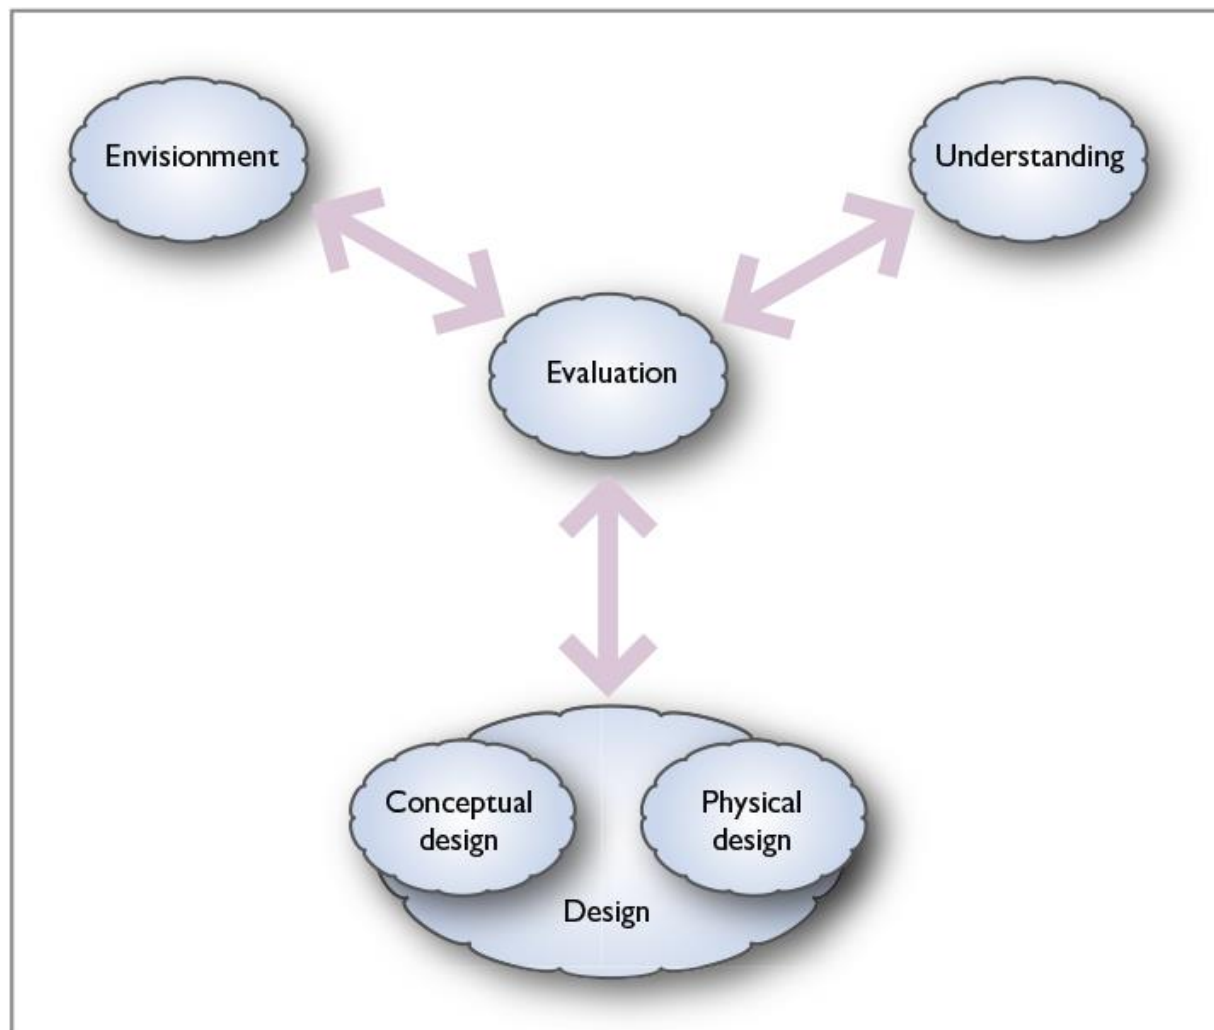 Envisionment
Understanding
Evaluation
Conceptual
design
Physical
design
Design